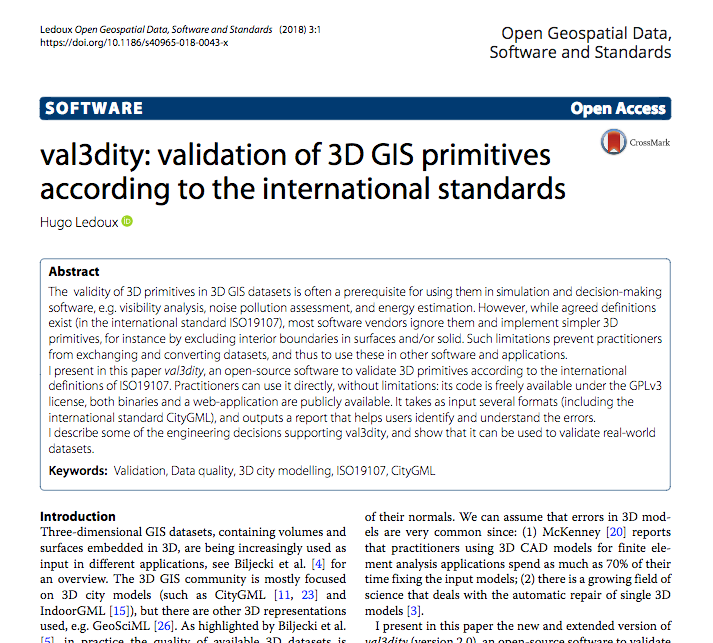 Ledoux Open Geospatial Data, Software and Standards (2018) 3:1
https://doi.org/10.1186/s40965-018-0043-x
Open Geospatial Data,
Software and Standards
SOFTWARE
Open Access
CrossMark
val3dity: validation of 3D GIS primitives
according to the international standards
Hugo Ledoux
iD
Abstract
The validity of 3D primitives in 3D GIS datasets is often a prerequisite for using them in simulation and decision-making
software, e.g. visibility analysis, noise pollution assessment, and energy estimation. However, while agreed definitions
exist (in the international standard ISO19107), most software vendors ignore them and implement simpler 3D
primitives, for instance by excluding interior boundaries in surfaces and/or solid. Such limitations prevent practitioners
from exchanging and converting datasets, and thus to use these in other software and applications.
I present in this paper val3dity, an open-source software to validate 3D primitives according to the international
definitions of ISO19107. Practitioners can use it directly, without limitations: its code is freely available under the GPLv3
license, both binaries and a web-application are publicly available. It takes as input several formats (including the
international standard CityGML), and outputs a report that helps users identify and understand the errors.
I describe some of the engineering decisions supporting val3dity, and show that it can be used to validate real-world
datasets.
Keywords: Validation, Data quality, 3D city modelling, ISO19107, CityGML
Introduction
Three-dimensional GIS datasets, containing volumes and
surfaces embedded in 3D, are being increasingly used as
input in different applications, see Biljecki et al. [4] for
an overview. The 3D GIS community is mostly focused
on 3D city models (such as CityGML [11, 23] and
IndoorGML [15]), but there are other 3D representations
used, e.g. GeoSciML [26]. As highlighted by Biljecki et al.
[5], in practice the quality of available 3D datasets is
of their normals. We can assume that errors in 3D mod-
els are very common since: (1) McKenney [20] reports
that practitioners using 3D CAD models for finite ele-
ment analysis applications spend as much as 70% of their
time fixing the input models; (2) there is a growing field of
science that deals with the automatic repair of single 3D
models [3].
I present in this paper the new and extended version of
val3dity (version 2.0), an open-source software to validate